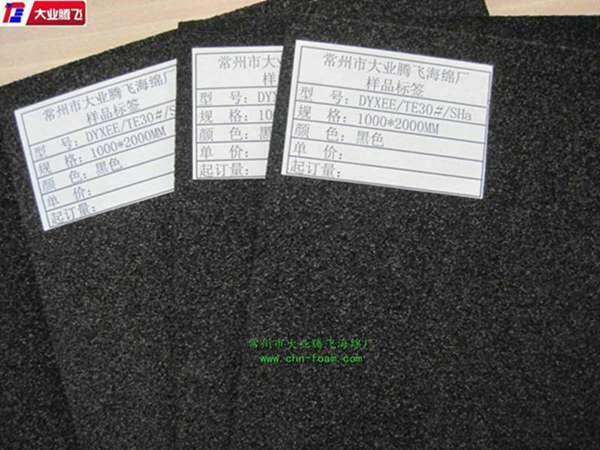 大业腾飞
常州市大业腾飞海绵厂
样品标签
型 号: DYXEE/TE30#/SHa
规 格: 1000*2000MM
颜 色: 黑色
单 价:
起订量:
常州市
样品
型 号: DY
规 格: 10
颜 色:
单 价:
起订量:
常州市大业腾飞海绵厂
样品标签
型 号: DYXEE/TE30#/SHa
规 格: 1000*2000MM
颜 色: 黑色
单 价:
起订量:
常州市大业腾飞海绵厂
www.chn-foam.com